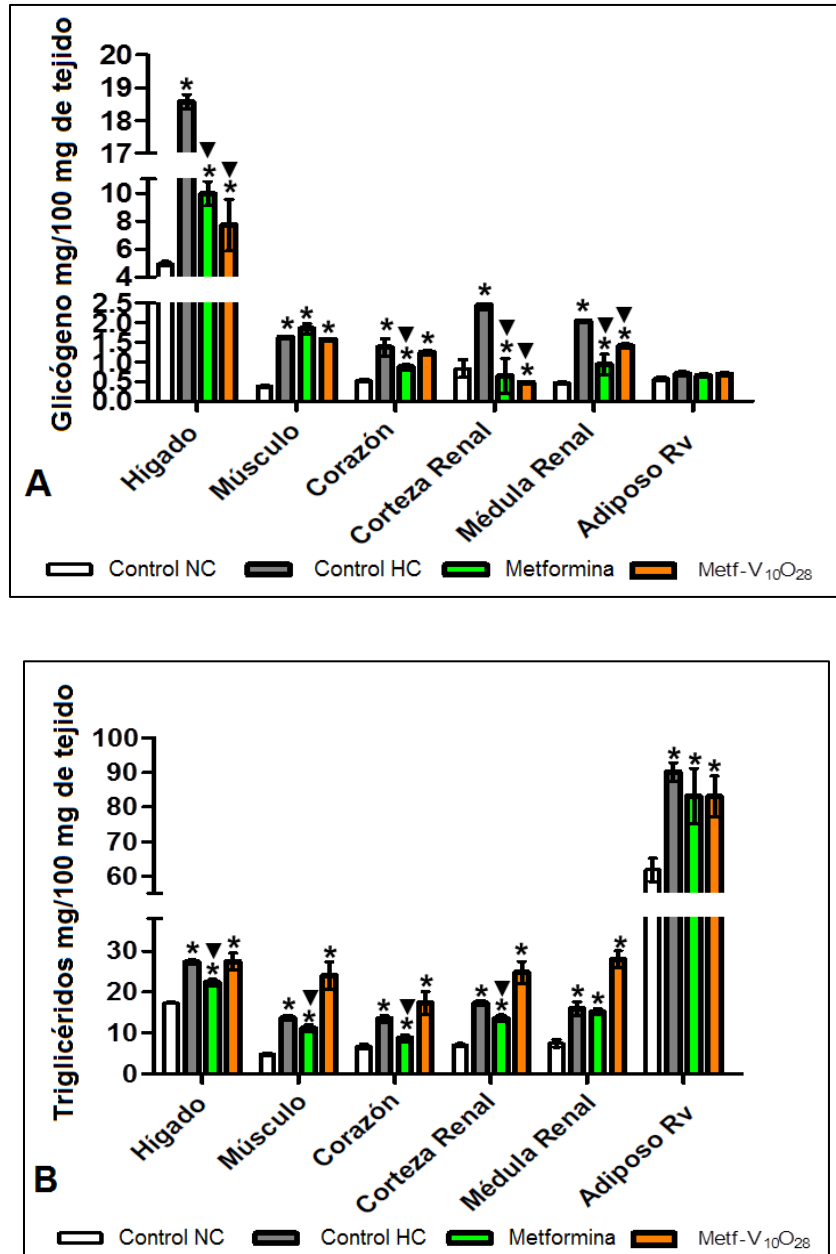 Glicógeno mg/100 mg de tejido
20
19
18
17
10
8
6
4
2.5
2.0
1.5
1.0
0.5
0.0
* ▼ * ▼ *
* * *
* ▼ * *
* ▼ * ▼ *
* ▼ * ▼ *
Hígado
Músculo
Corazón
Corteza Renal
Médula Renal
Adiposo Rv
A
Control NC Control HC Metformina Metf-V₁₀O₂₈
Triglicéridos mg/100 mg de tejido
100
90
80
70
60
30
20
10
0
* ▼ * *
* ▼ * *
* ▼ * *
* ▼ * *
* * *
* * *
Hígado
Músculo
Corazón
Corteza Renal
Médula Renal
Adiposo Rv
B
Control NC Control HC Metformina Metf-V₁₀O₂₈